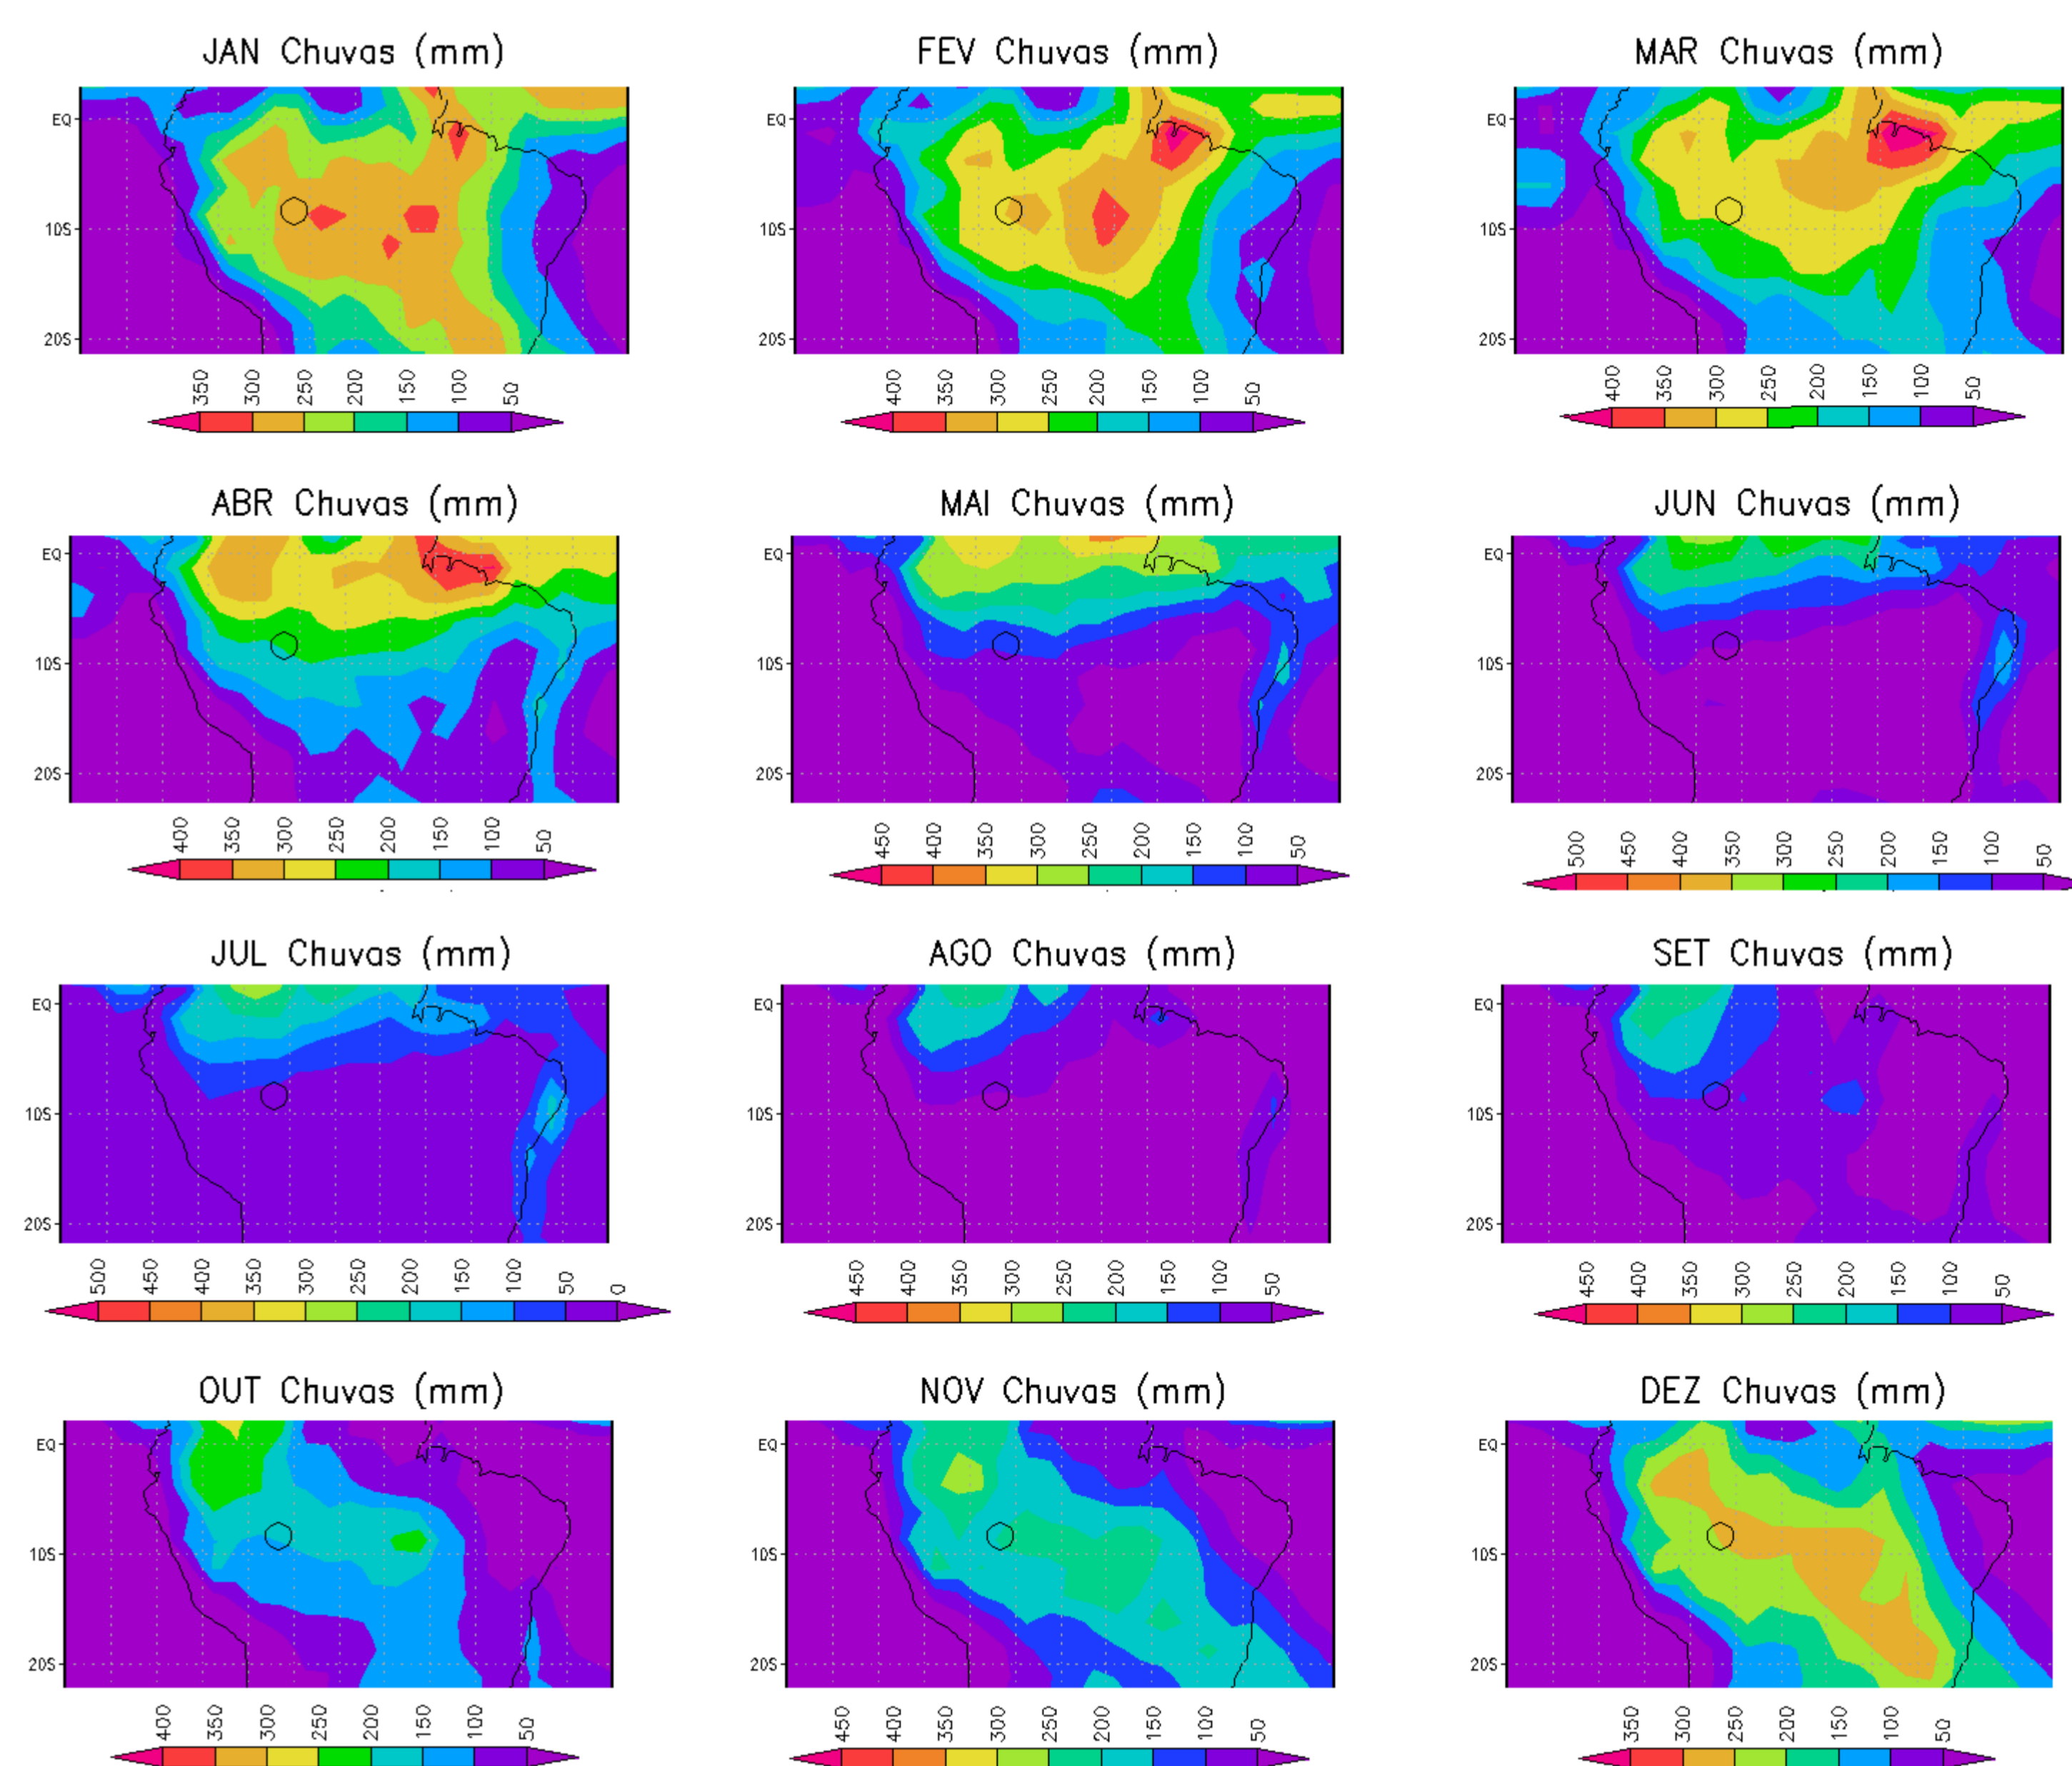 JAN Chuvas (mm)
FEV Chuvas (mm)
MAR Chuvas (mm)
EQ
10S
20S
EQ
10S
20S
EQ
10S
20S
350 300 250 200 150 100 50
400 350 300 250 200 150 100 50
400 350 300 250 200 150 100 50
ABR Chuvas (mm)
MAI Chuvas (mm)
JUN Chuvas (mm)
EQ
10S
20S
EQ
10S
20S
EQ
10S
20S
400 350 300 250 200 150 100 50
450 400 350 300 250 200 150 100 50
500 450 400 350 300 250 200 150 100 50
JUL Chuvas (mm)
AGO Chuvas (mm)
SET Chuvas (mm)
EQ
10S
20S
EQ
10S
20S
EQ
10S
20S
500 450 400 350 300 250 200 150 100 50 0
450 400 350 300 250 200 150 100 50
450 400 350 300 250 200 150 100 50
OUT Chuvas (mm)
NOV Chuvas (mm)
DEZ Chuvas (mm)
EQ
10S
20S
EQ
10S
20S
EQ
10S
20S
400 350 300 250 200 150 100 50
450 400 350 300 250 200 150 100 50
350 300 250 200 150 100 50